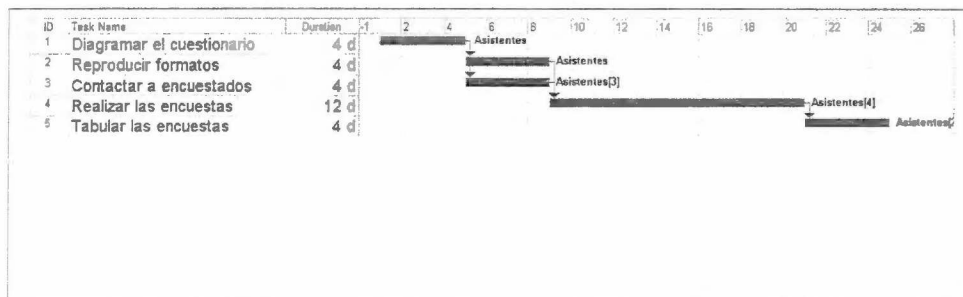 ID Task Name Duration -1 2 4 6 8 10 12 14 16 18 20 22 24 26
1 Diagramar el cuestionario 4 d Asistentes
2 Reproducir formatos 4 d Asistentes
3 Contactar a encuestados 4 d Asistentes[3]
4 Realizar las encuestas 12 d Asistentes[4]
5 Tabular las encuestas 4 d Asistentes[